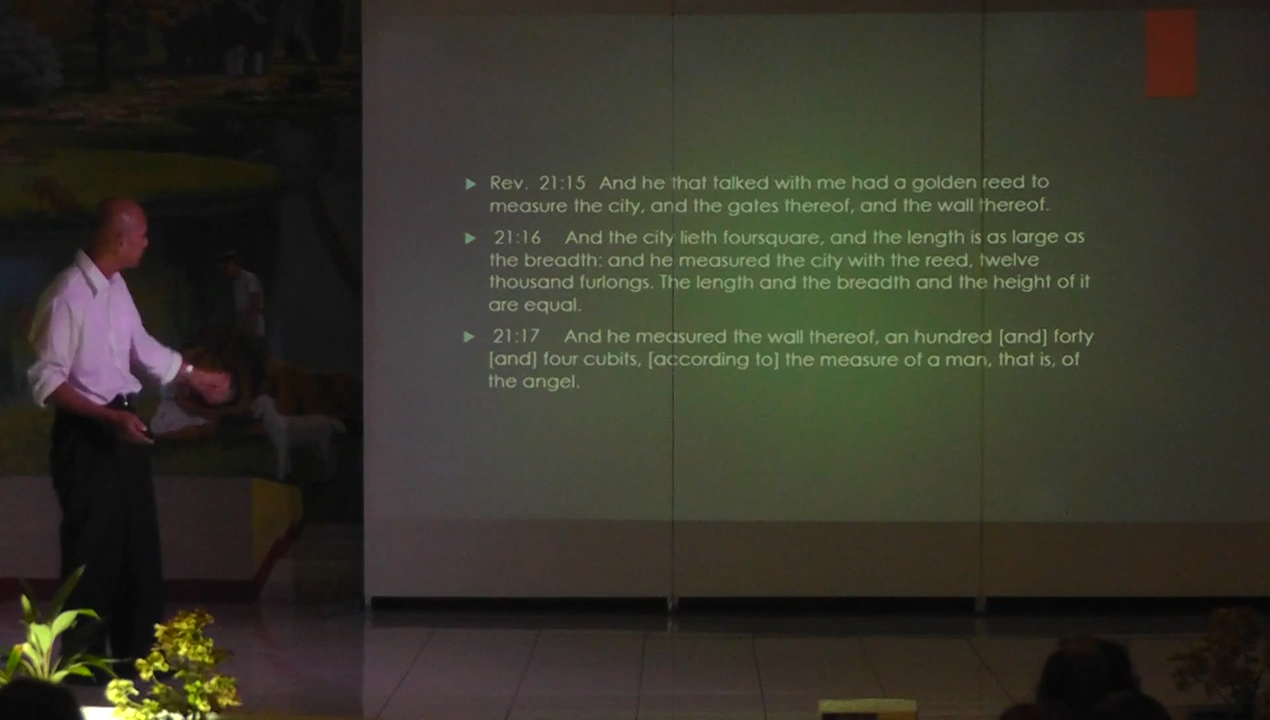 Rev. 21:15 And he that talked with me had a golden reed to
measure the city, and the gates thereof, and the wall thereof.
21:16 And the city lieth foursquare, and the length is as large as
the breadth: and he measured the city with the reed, twelve
thousand furlongs. The length and the breadth and the height of it
are equal.
21:17 And he measured the wall thereof, an hundred [and] forty
[and] four cubits, [according to] the measure of a man, that is, of
the angel.